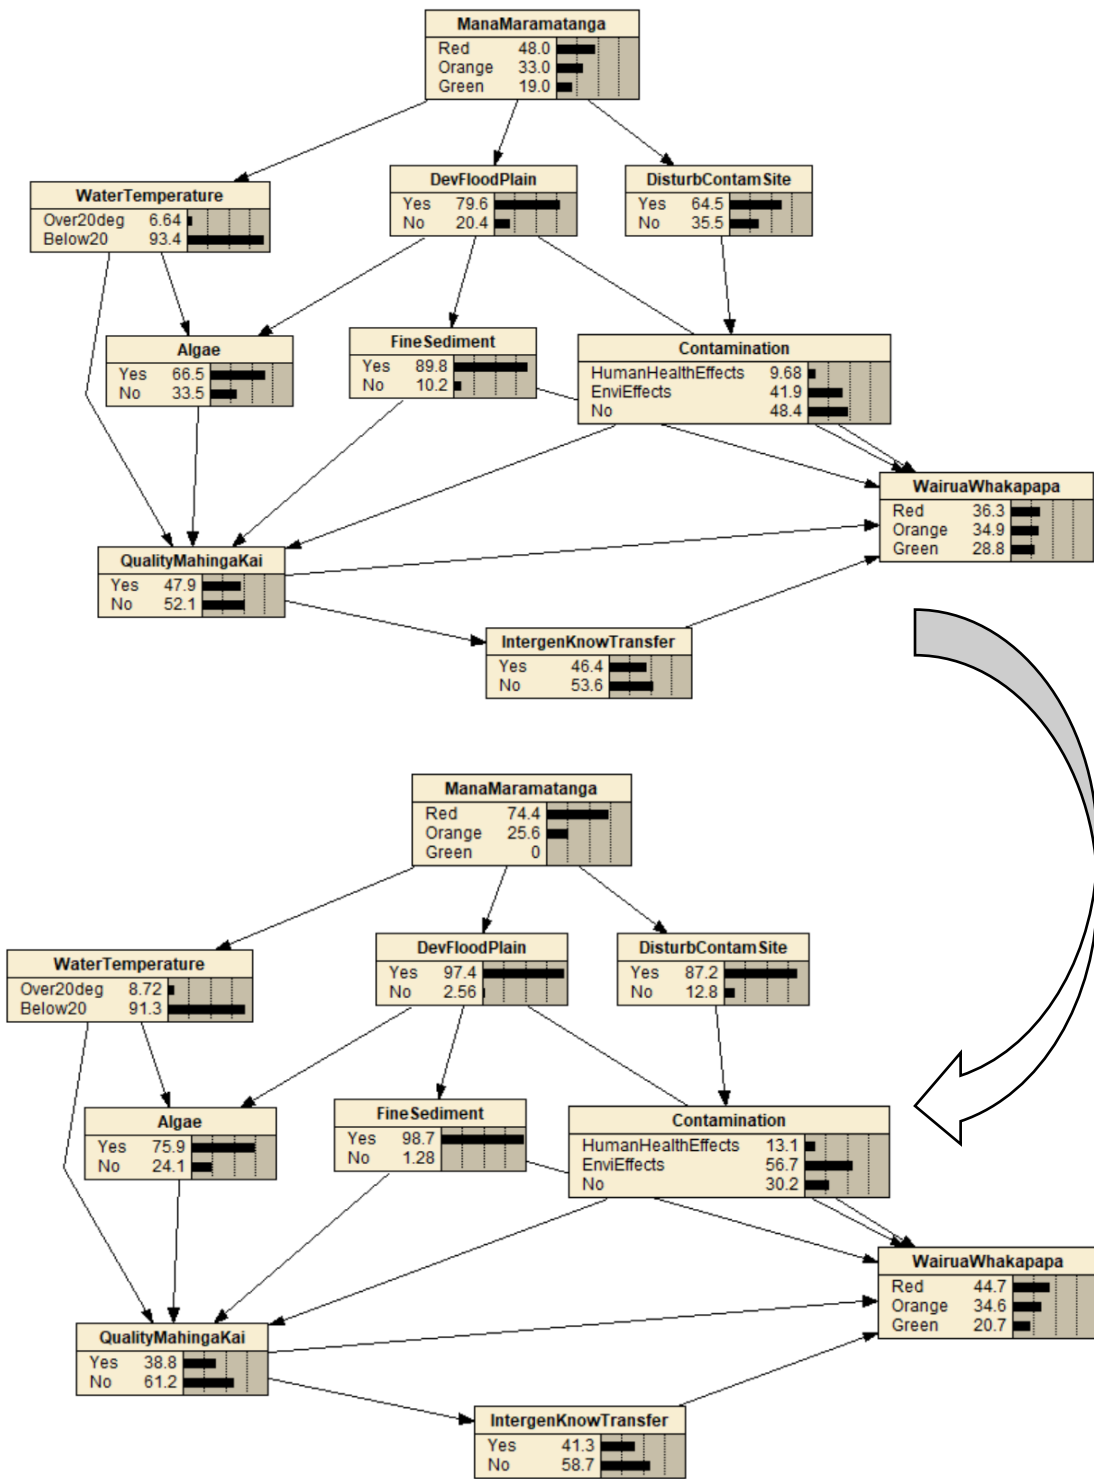 ManaMaramatanga
Red 48.0
Orange 33.0
Green 19.0
WaterTemperature
Over20deg 6.64
Below20 93.4
DevFloodPlain
Yes 79.6
No 20.4
DisturbContamSite
Yes 64.5
No 35.5
Algae
Yes 66.5
No 33.5
FineSediment
Yes 89.8
No 10.2
Contamination
HumanHealthEffects 9.68
EnviEffects 41.9
No 48.4
WairuaWhakapapa
Red 36.3
Orange 34.9
Green 28.8
QualityMahingaKai
Yes 47.9
No 52.1
IntergenKnowTransfer
Yes 46.4
No 53.6
ManaMaramatanga
Red 74.4
Orange 25.6
Green 0
WaterTemperature
Over20deg 8.72
Below20 91.3
DevFloodPlain
Yes 97.4
No 2.56
DisturbContamSite
Yes 87.2
No 12.8
Algae
Yes 75.9
No 24.1
FineSediment
Yes 98.7
No 1.28
Contamination
HumanHealthEffects 13.1
EnviEffects 56.7
No 30.2
WairuaWhakapapa
Red 44.7
Orange 34.6
Green 20.7
QualityMahingaKai
Yes 38.8
No 61.2
IntergenKnowTransfer
Yes 41.3
No 58.7